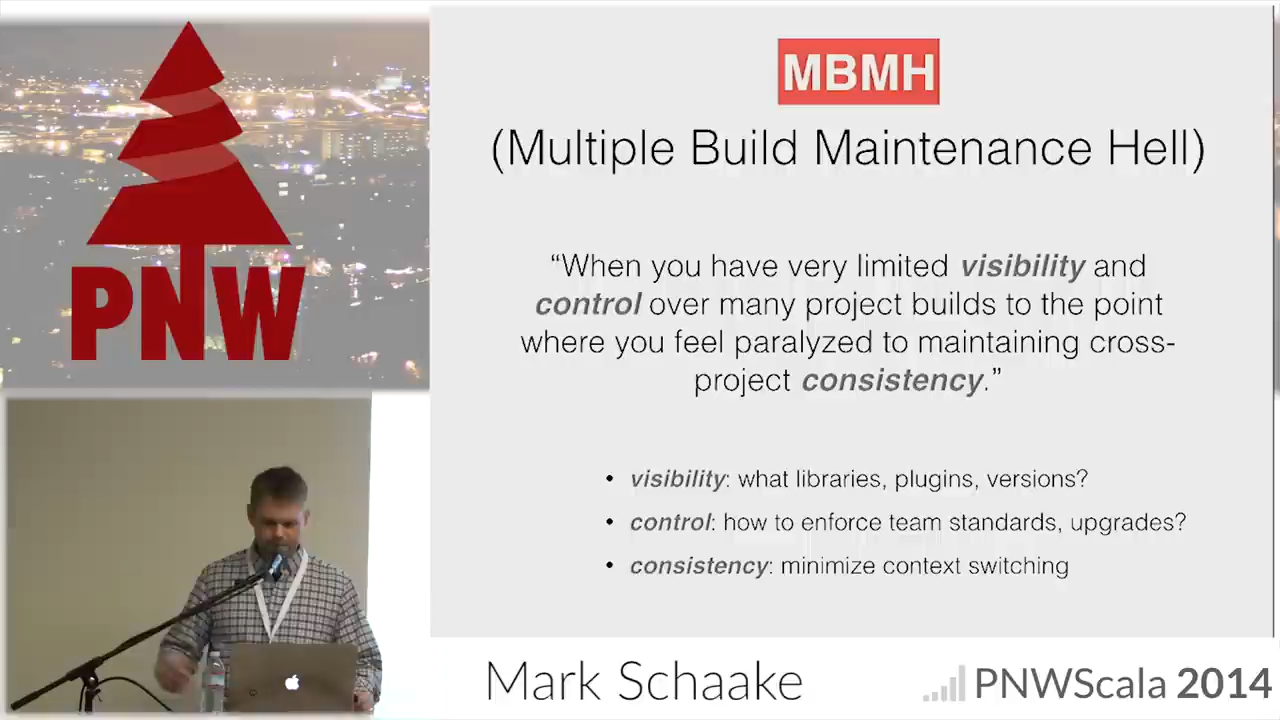 PNW
MBMH
(Multiple Build Maintenance Hell)
“When you have very limited visibility and
control over many project builds to the point
where you feel paralyzed to maintaining cross-
project consistency.”
• visibility: what libraries, plugins, versions?
• control: how to enforce team standards, upgrades?
• consistency: minimize context switching
Mark Schaake
PNWScala 2014